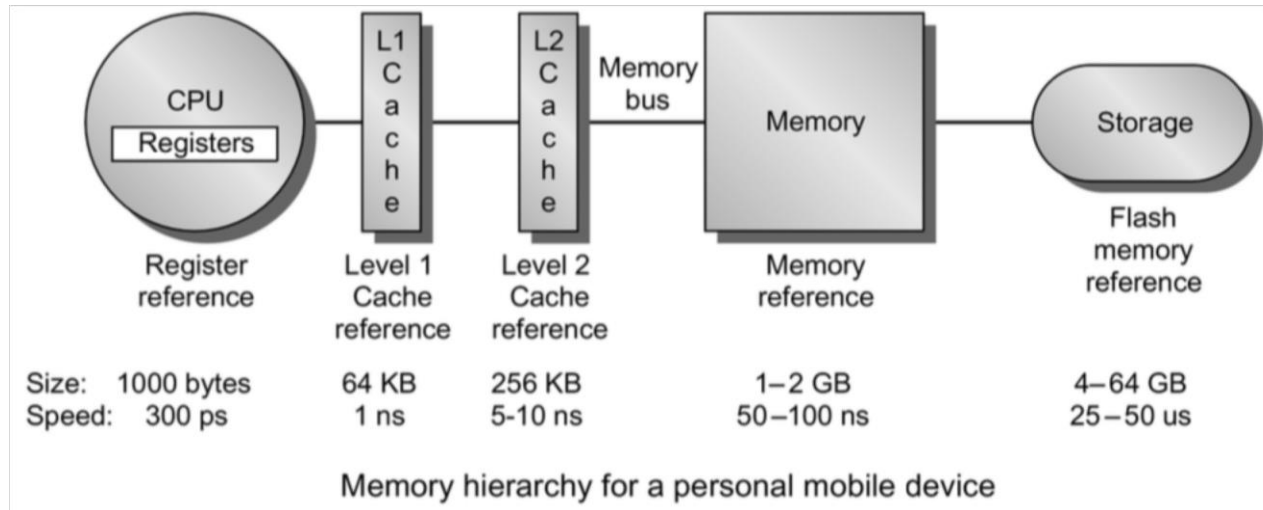 CPU
Registers
L1
C
a
c
h
e
L2
C
a
c
h
e
Memory
bus
Memory
Storage
Register
reference
Level 1
Cache
reference
Level 2
Cache
reference
Memory
reference
Flash
memory
reference
Size: 1000 bytes 64 KB 256 KB 1–2 GB 4–64 GB
Speed: 300 ps 1 ns 5-10 ns 50–100 ns 25–50 us
Memory hierarchy for a personal mobile device